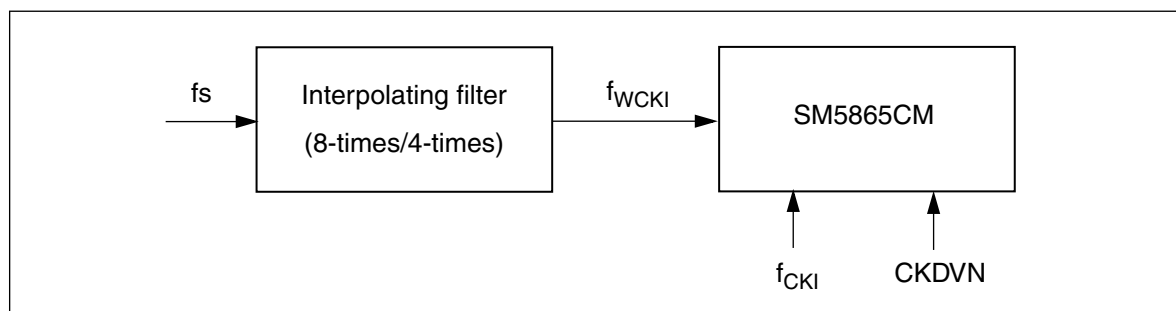 fs
Interpolating filter
(8-times/4-times)
fWCKI
SM5865CM
fCKI
CKDVN